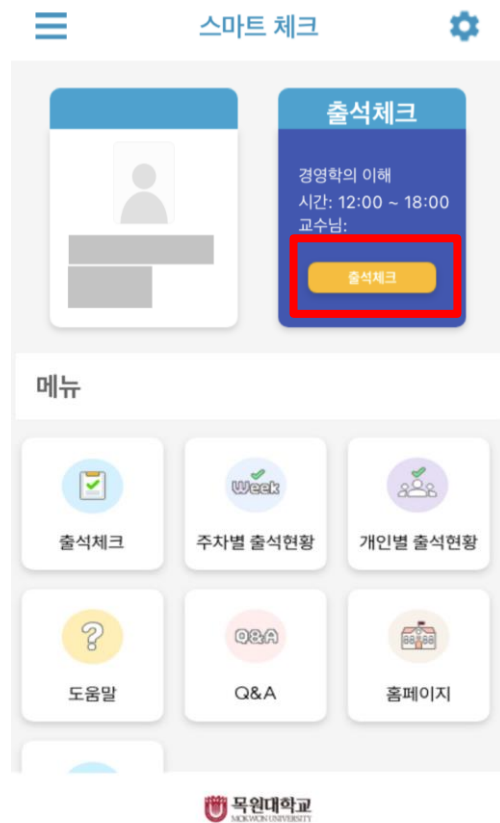 스마트 체크
출석체크
경영학의 이해
시간: 12:00 ~ 18:00
교수님:
출석체크
메뉴
Week
출석체크
주차별 출석현황
개인별 출석현황
?
Q&A
도움말
Q&A
홈페이지
목원대학교
MOKWON UNIVERSITY